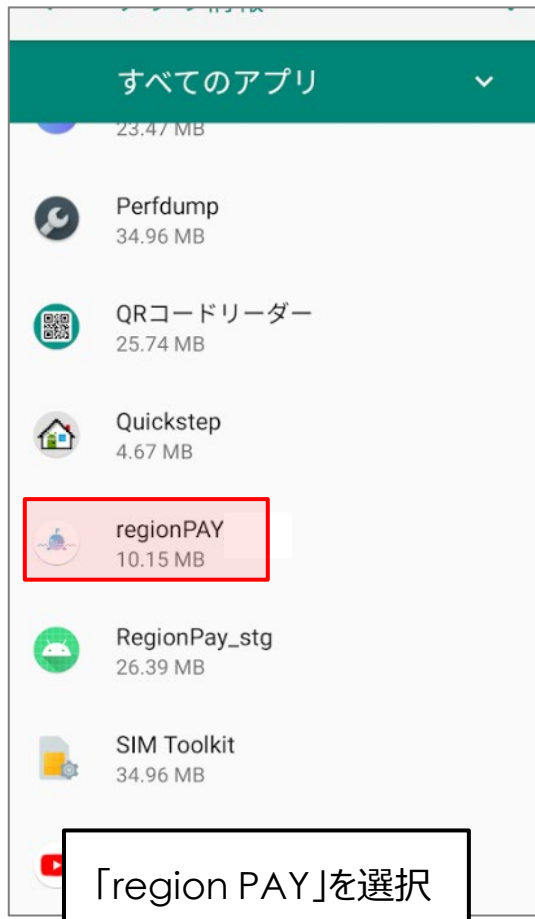 すべてのアプリ
23.47 MB
Perfdump
34.96 MB
QRコードリーダー
25.74 MB
Quickstep
4.67 MB
regionPAY
10.15 MB
RegionPay_stg
26.39 MB
SIM Toolkit
34.96 MB
「region PAY」を選択